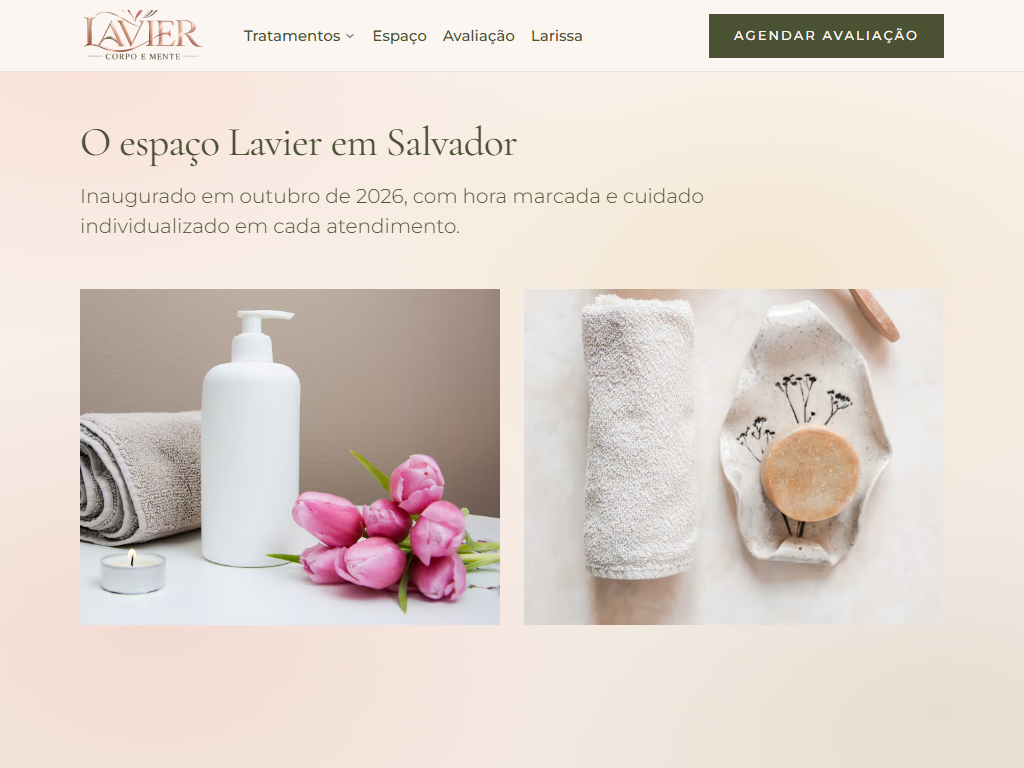 LAVIER
CORPO E MENTE
Tratamentos
Espaço
Avaliação
Larissa
AGENDAR AVALIAÇÃO
O espaço Lavier em Salvador
Inaugurado em outubro de 2026, com hora marcada e cuidado
individualizado em cada atendimento.